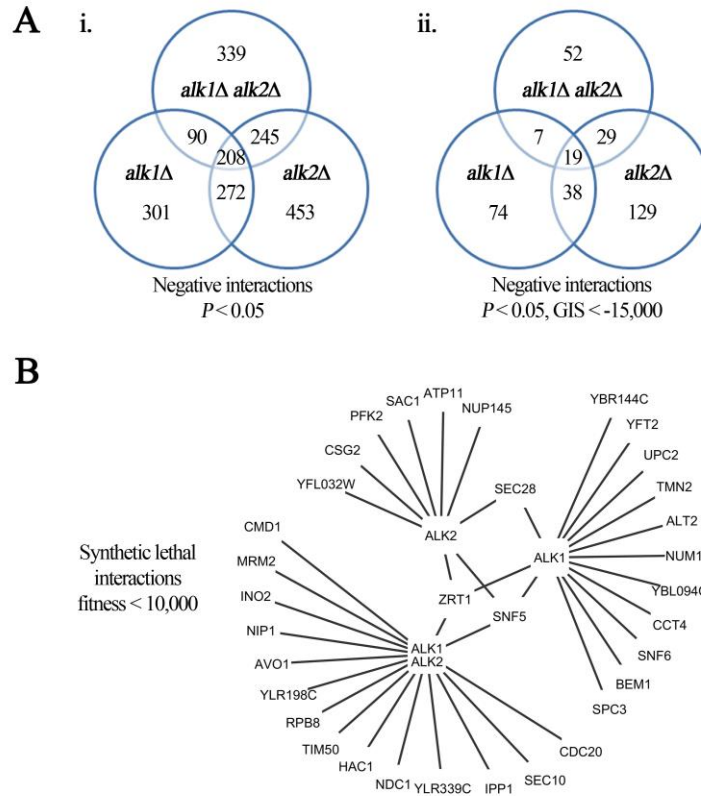 A
i.
339
alk1Δ alk2Δ
90
245
208
alk1Δ
alk2Δ
272
301
453
Negative interactions
P < 0.05
ii.
52
alk1Δ alk2Δ
7
29
19
alk1Δ
alk2Δ
38
74
129
Negative interactions
P < 0.05, GIS < -15,000
B
Synthetic lethal
interactions
fitness < 10,000
ATP11
SAC1
NUP145
PFK2
CSG2
YFL032W
SEC28
ALK2
YBR144C
YFT2
UPC2
TMN2
ALT2
NUM1
ALK1
YBL094C
CCT4
SNF6
BEM1
SPC3
ZRT1
SNF5
CMD1
MRM2
INO2
NIP1
AVO1
YLR198C
RPB8
TIM50
HAC1
NDC1
YLR339C
IPP1
SEC10
CDC20
ALK1
ALK2